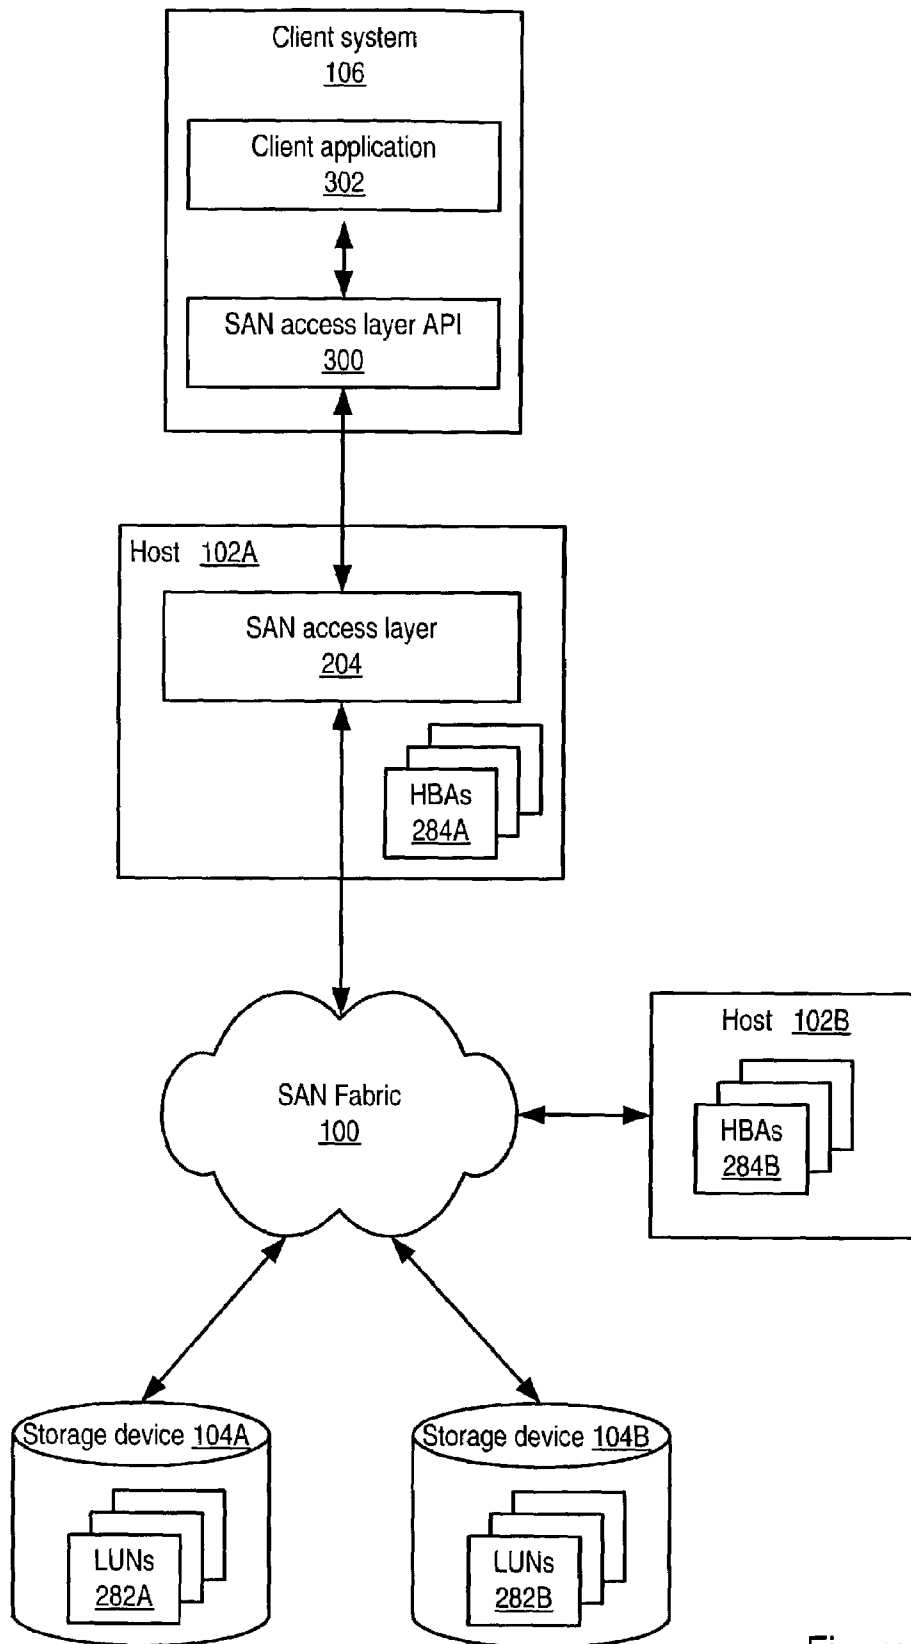 Client system
106
Client application
302
SAN access layer API
300
Host 102A
SAN access layer
204
HBAs
284A
SAN Fabric
100
Host 102B
HBAs
284B
Storage device 104A
LUNs
282A
Storage device 104B
LUNs
282B